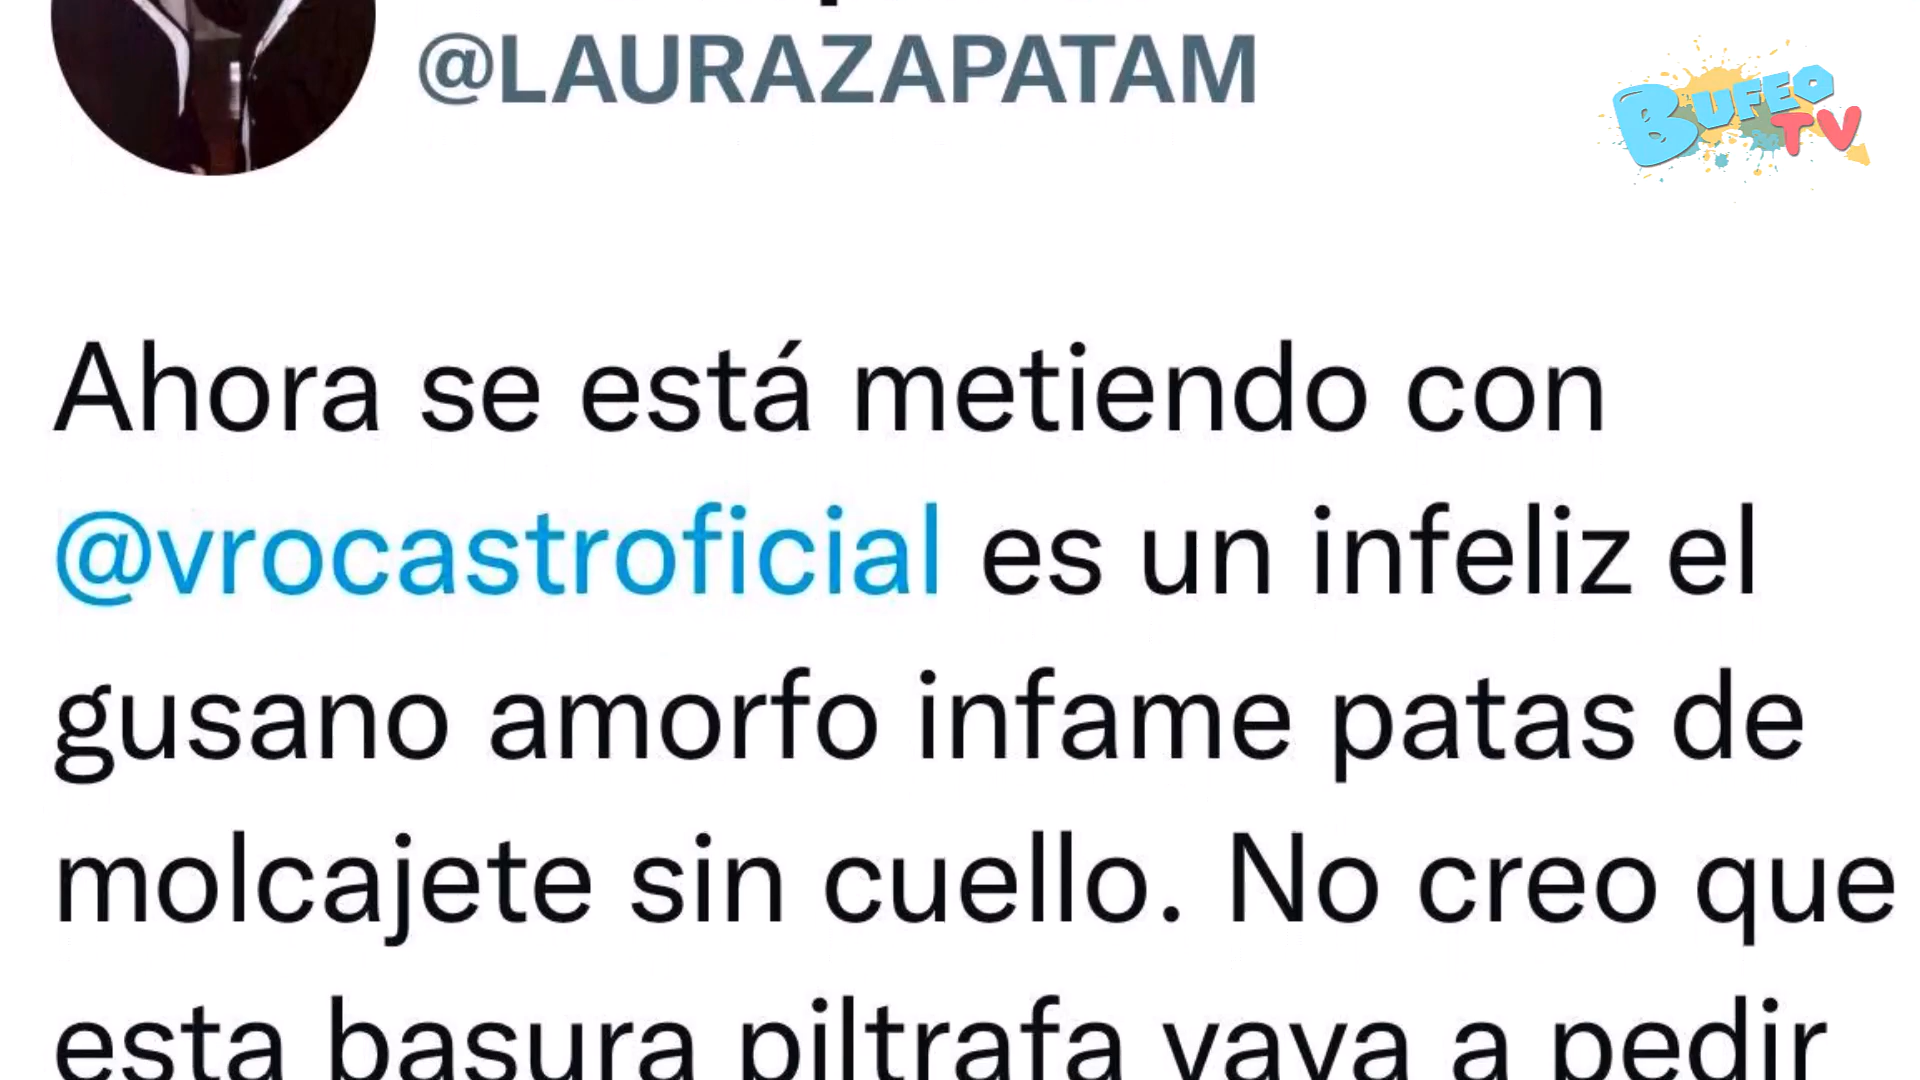 @LAURAZAPATAM
BUFEO
TV
Ahora se está metiendo con
@vrocastroficial es un infeliz el
gusano amorfo infame patas de
molcajete sin cuello. No creo que
esta basura piltrafa vaya a pedir